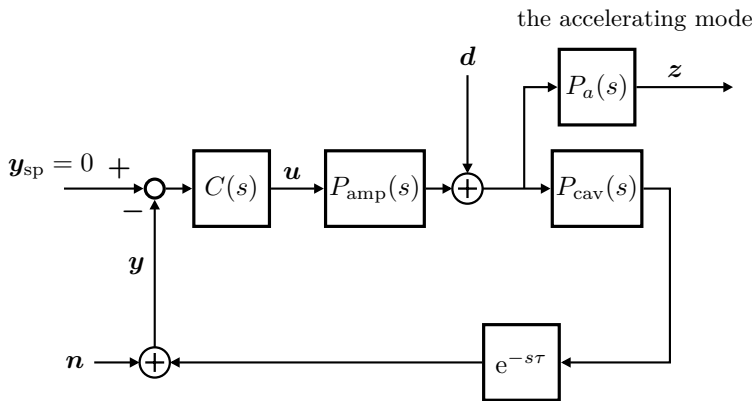 the accelerating mode
d
P_a(s)
z
y_sp = 0
+
−
C(s)
u
P_amp(s)
+
P_cav(s)
y
n
+
e^{−sτ}